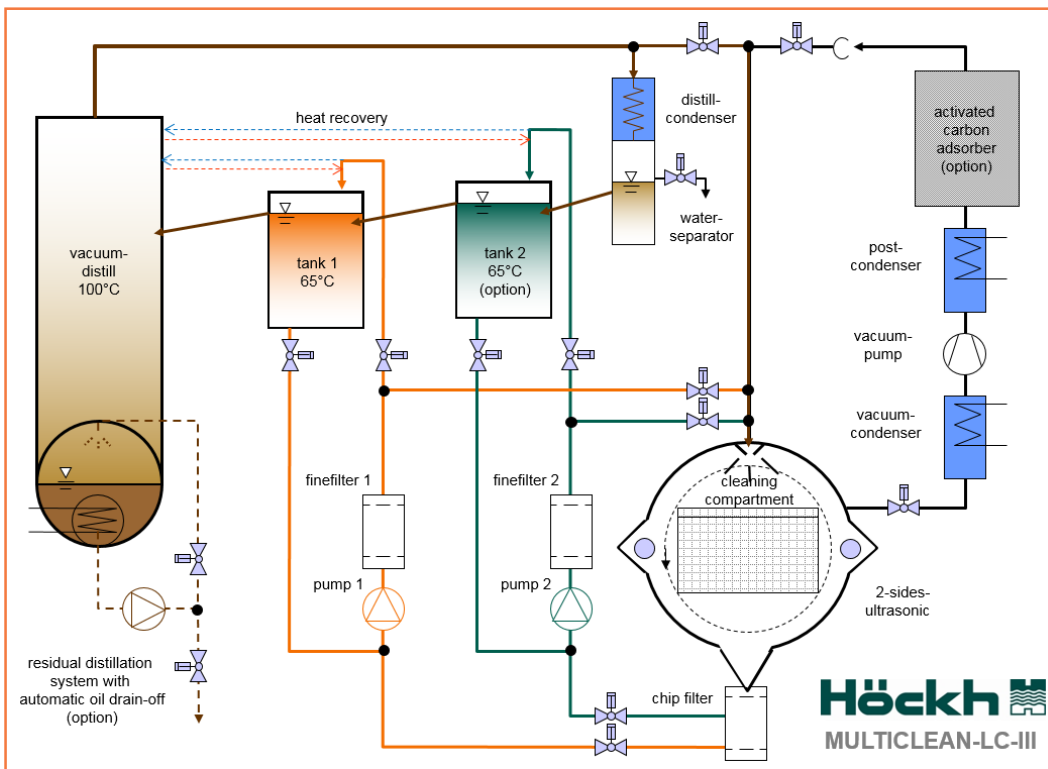 heat recovery
distill-
condenser
activated
carbon
adsorber
(option)
water-
separator
vacuum-
distill
100°C
tank 1
65°C
tank 2
65°C
(option)
post-
condenser
vacuum-
pump
vacuum-
condenser
finefilter 1
finefilter 2
cleaning
compartment
pump 1
pump 2
2-sides-
ultrasonic
residual distillation
system with
automatic oil drain-off
(option)
chip filter
Höckh
MULTICLEAN-LC-III